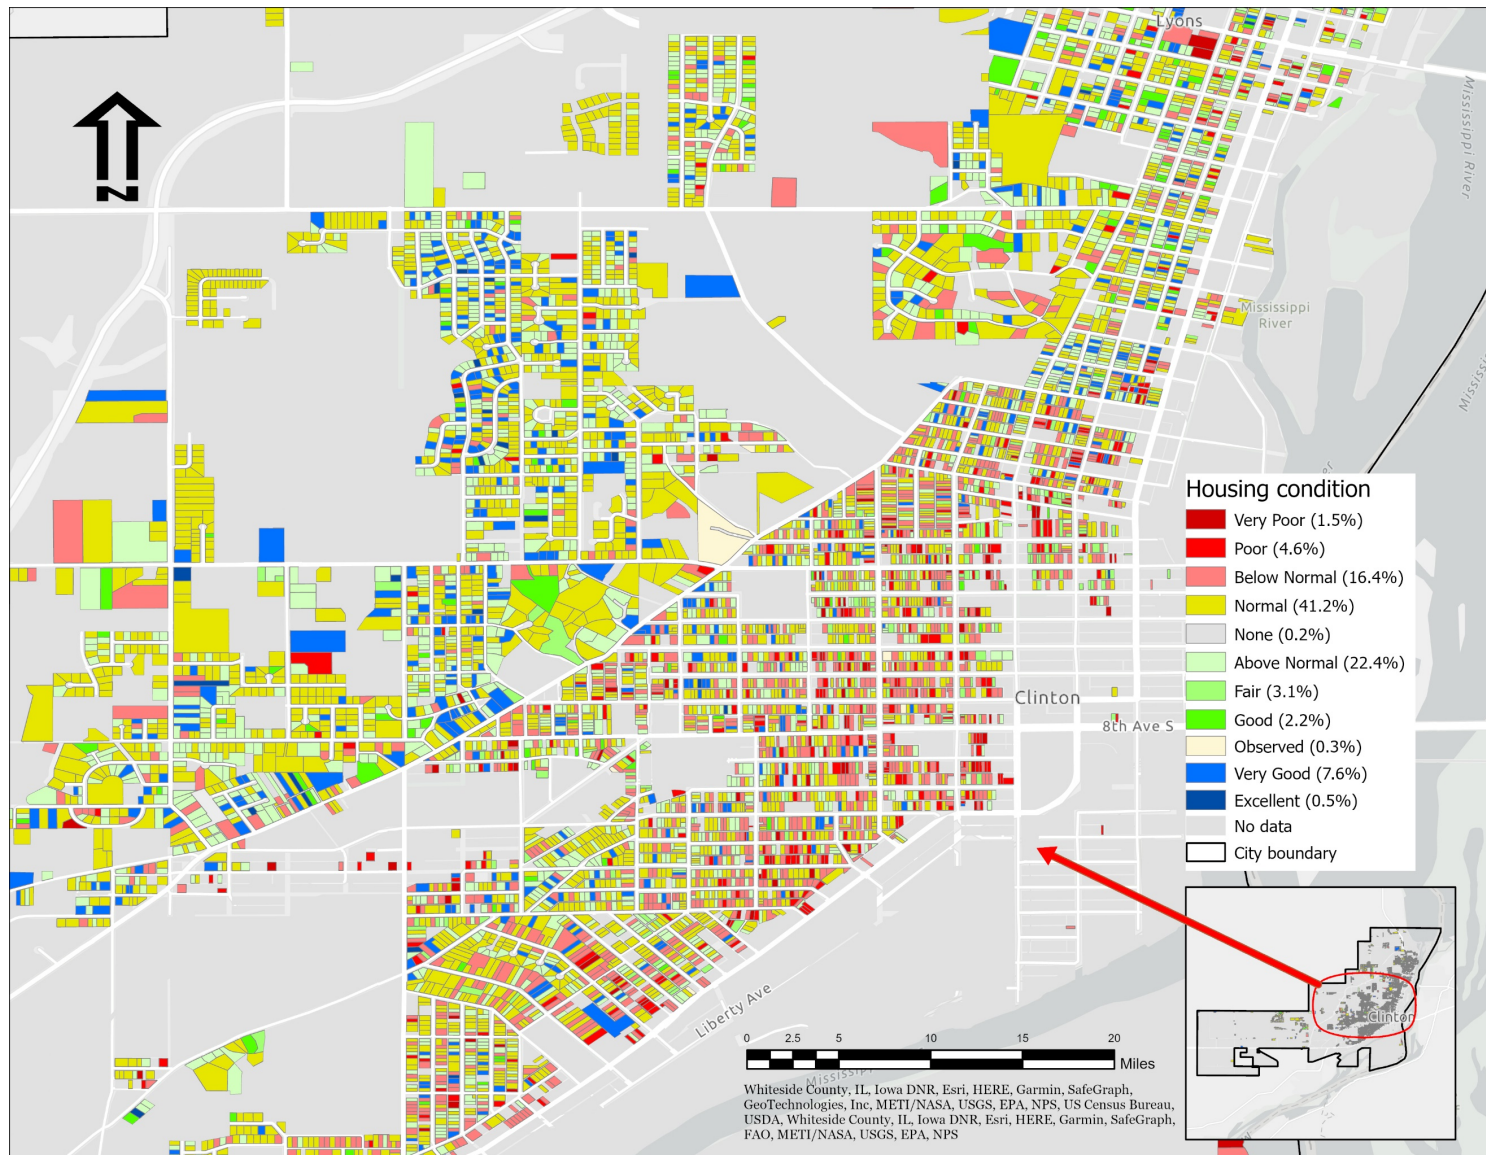 Lyons
N
Mississippi River
Mississippi
River
Housing condition
Very Poor (1.5%)
Poor (4.6%)
Below Normal (16.4%)
Normal (41.2%)
None (0.2%)
Above Normal (22.4%)
Fair (3.1%)
Good (2.2%)
Observed (0.3%)
Very Good (7.6%)
Excellent (0.5%)
No data
City boundary
Clinton
8th Ave S
Liberty Ave
0 2.5 5 10 15 20
Miles
Whiteside County, IL, Iowa DNR, Esri, HERE, Garmin, SafeGraph,
GeoTechnologies, Inc, METI/NASA, USGS, EPA, NPS, US Census Bureau,
USDA, Whiteside County, IL, Iowa DNR, Esri, HERE, Garmin, SafeGraph,
FAO, METI/NASA, USGS, EPA, NPS
Clinton